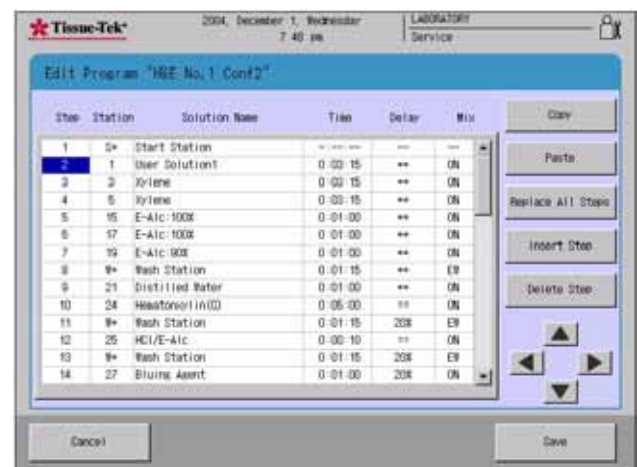 Tissue-Tek
2004, December 1, Wednesday
7 48 pm
LABORATORY
Service
Edit Program "H&E No.1 Conf2"
Step Station Solution Name Time Delay Mix
1 S* Start Station
2 1 User Solution1 0:03:15 ** ON
3 3 Xylene 0:03:15 ** ON
4 5 Xylene 0:03:15 ** ON
5 15 E-Alc:100% 0:01:00 ** ON
6 17 E-Alc:100% 0:01:00 ** ON
7 19 E-Alc:90% 0:01:00 ** ON
8 W* Wash Station 0:01:15 ** EW
9 21 Distilled Water 0:01:00 ** ON
10 24 Hematoxylin(G) 0:05:00 ** ON
11 W* Wash Station 0:01:15 20% EW
12 25 HCl/E-Alc 0:00:10 ** ON
13 W* Wash Station 0:01:15 20% EW
14 27 Bluing Agent 0:01:00 20% ON
Copy
Paste
Replace All Steps
Insert Step
Delete Step
Cancel
Save